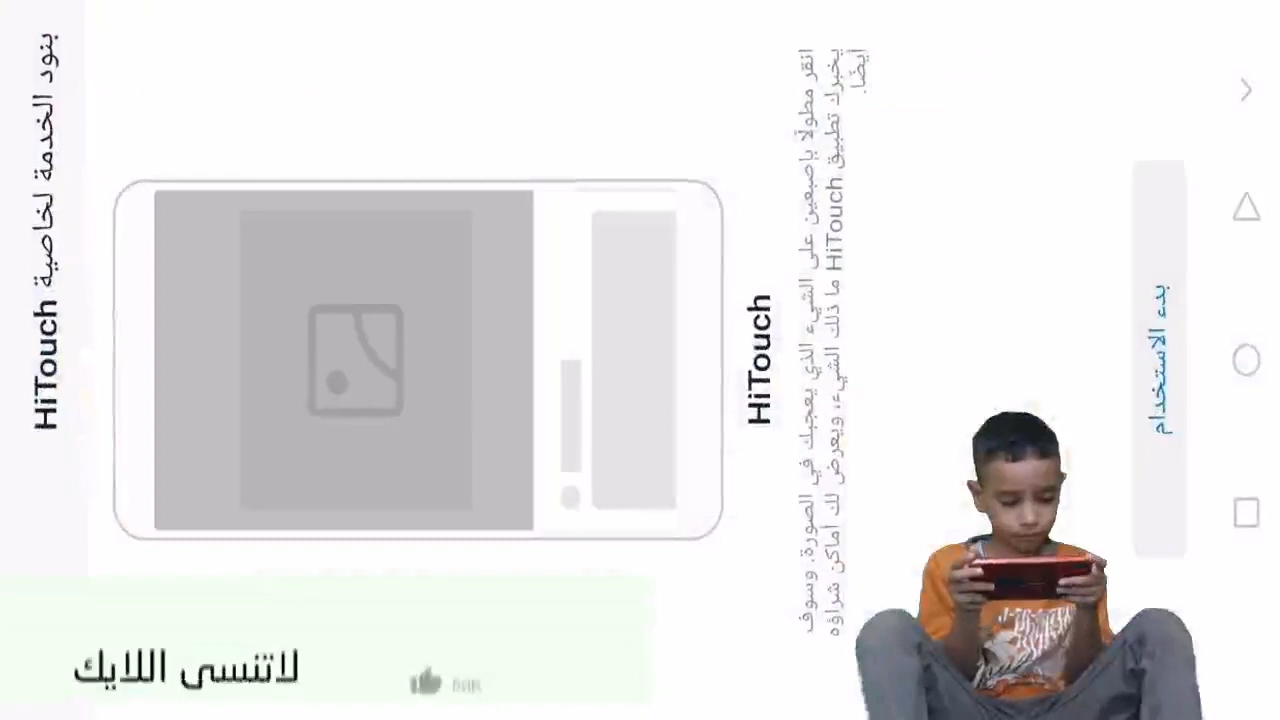 بنود الخدمة لخاصية HiTouch
HiTouch
انقر مطولًا بإصبعين على الشيء الذي يعجبك في الصورة. وسوف
يخبرك تطبيق HiTouch ما ذلك الشيء، ويعرض لك أماكن شراؤه
أيضًا.
بدء الاستخدام
لاتنسى اللايك